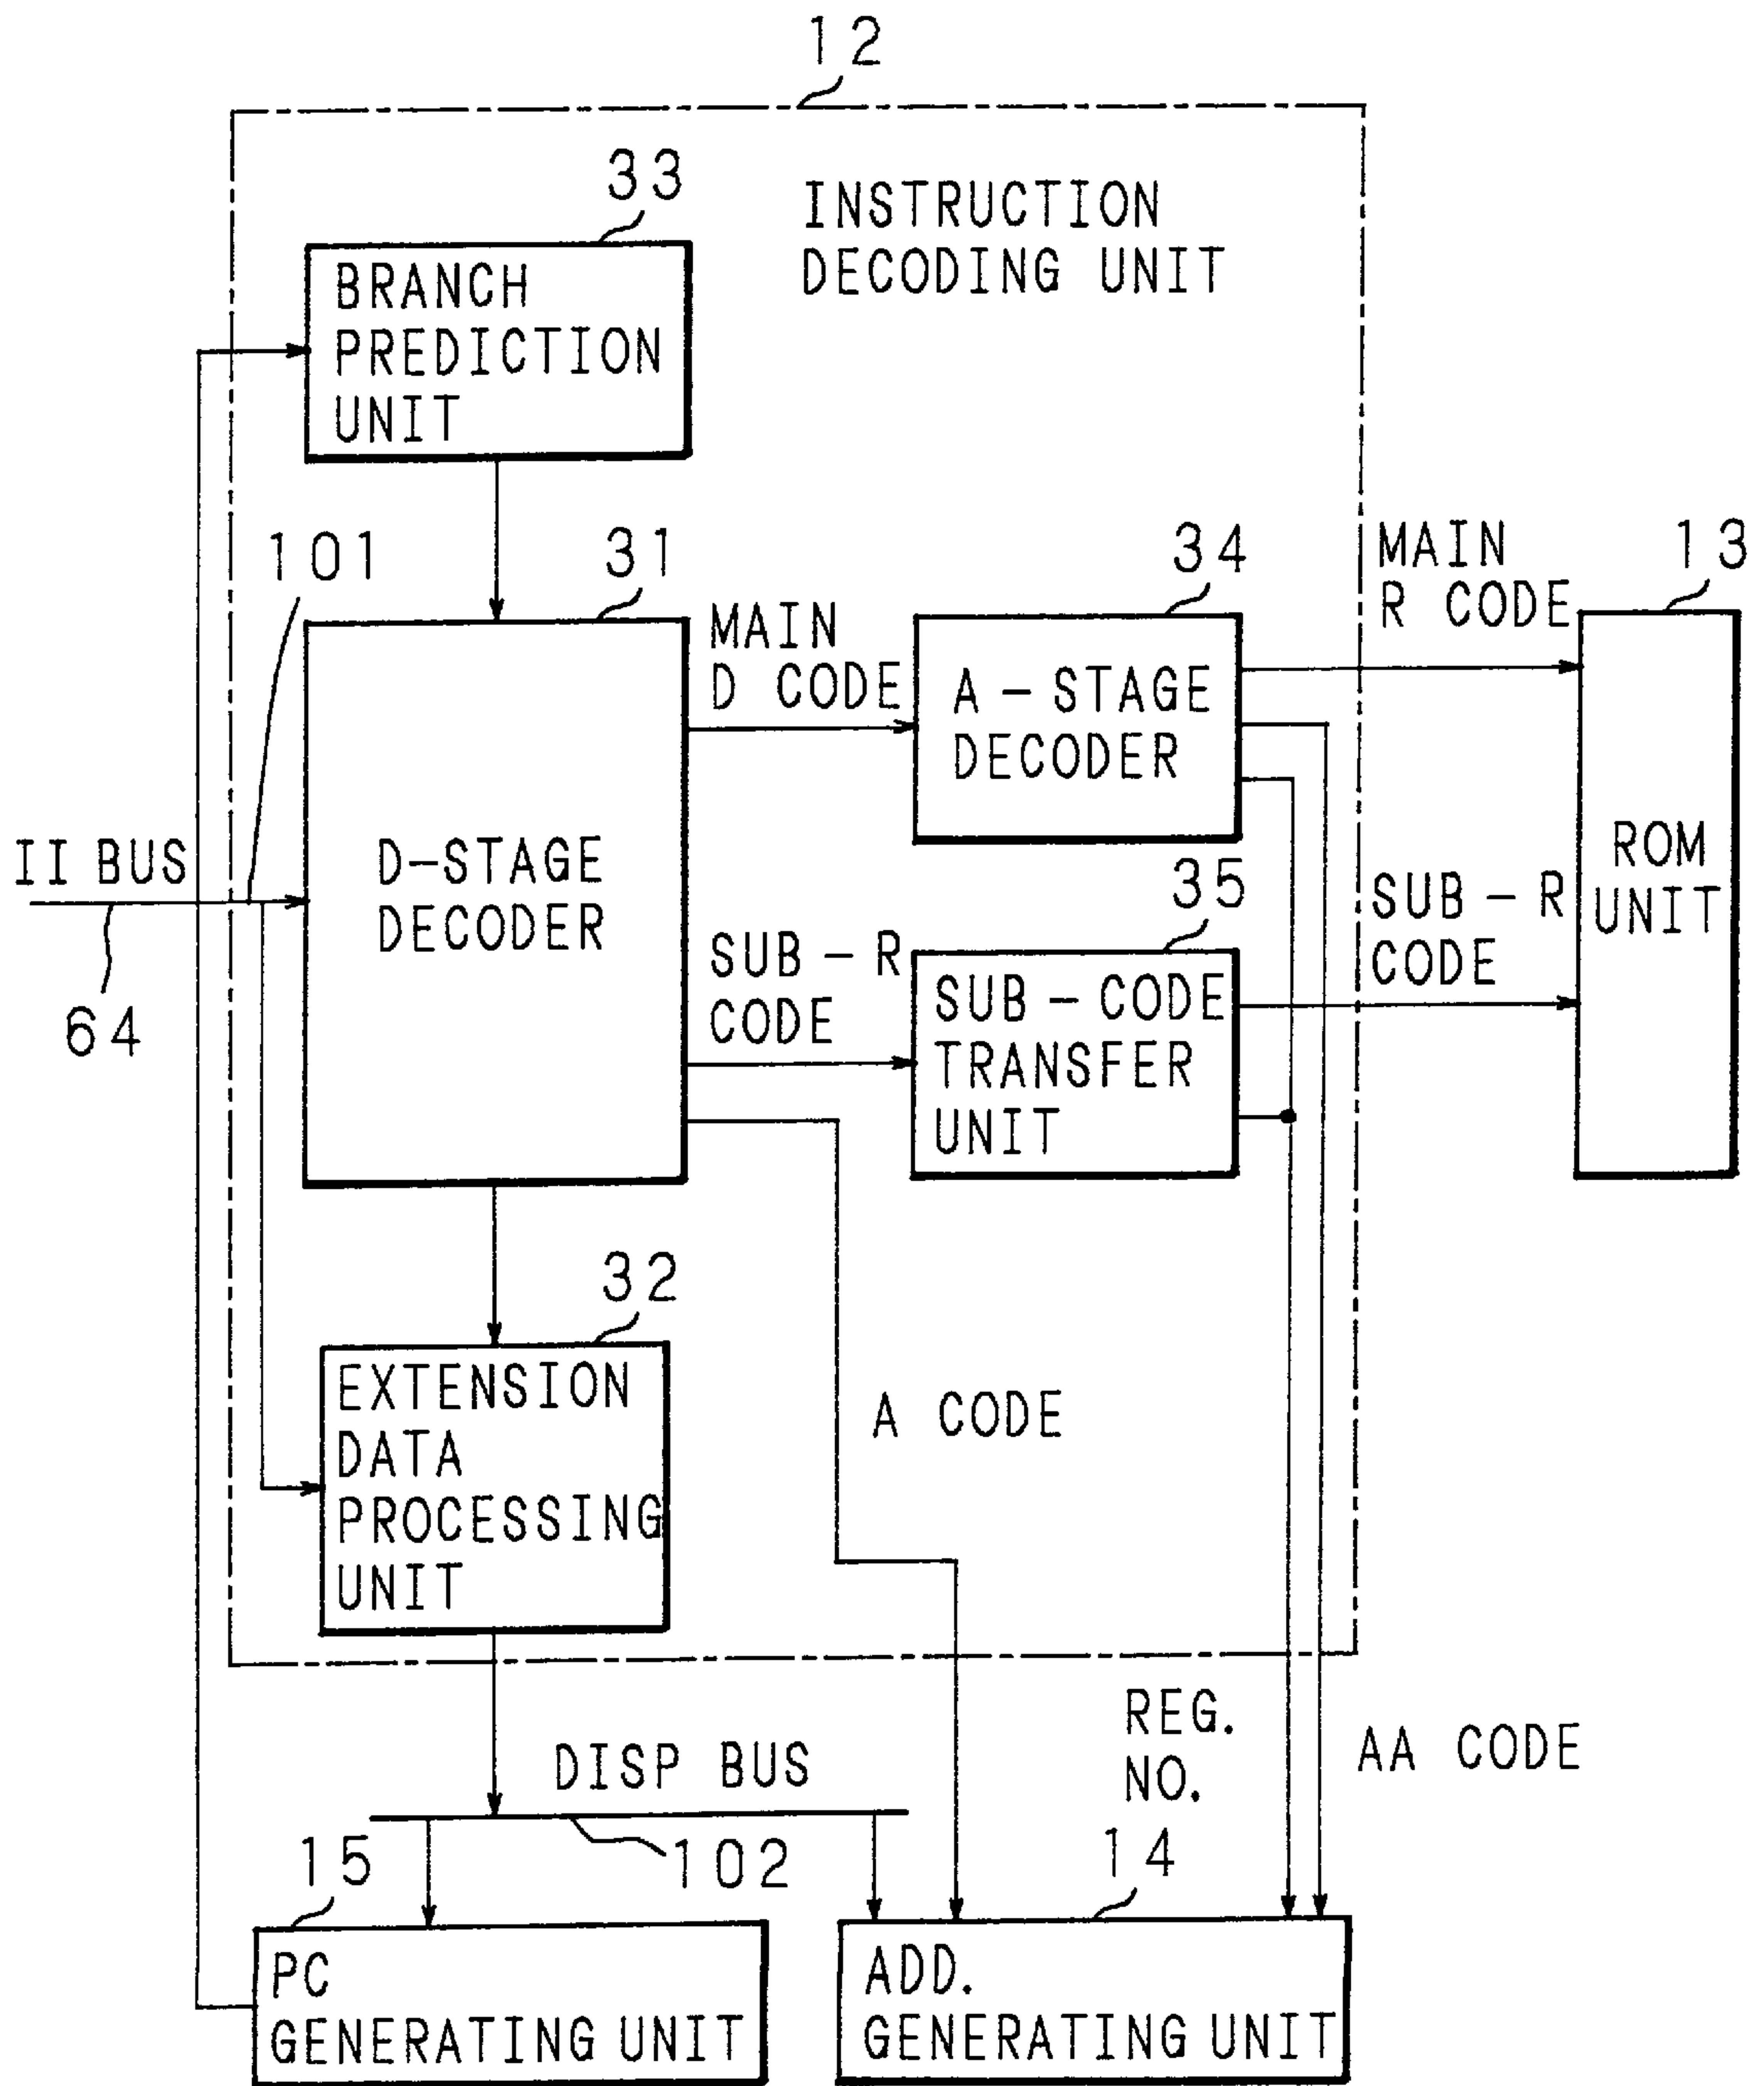 12
33
INSTRUCTION
DECODING UNIT
BRANCH
PREDICTION
UNIT
101
31
34
MAIN
R CODE
13
MAIN
D CODE
A-STAGE
DECODER
II BUS
64
D-STAGE
DECODER
35
SUB-R
CODE
ROM
UNIT
SUB-R
CODE
SUB-CODE
TRANSFER
UNIT
32
EXTENSION
DATA
PROCESSING
UNIT
A CODE
REG.
NO.
AA CODE
DISP BUS
102
15
14
PC
GENERATING UNIT
ADD.
GENERATING UNIT